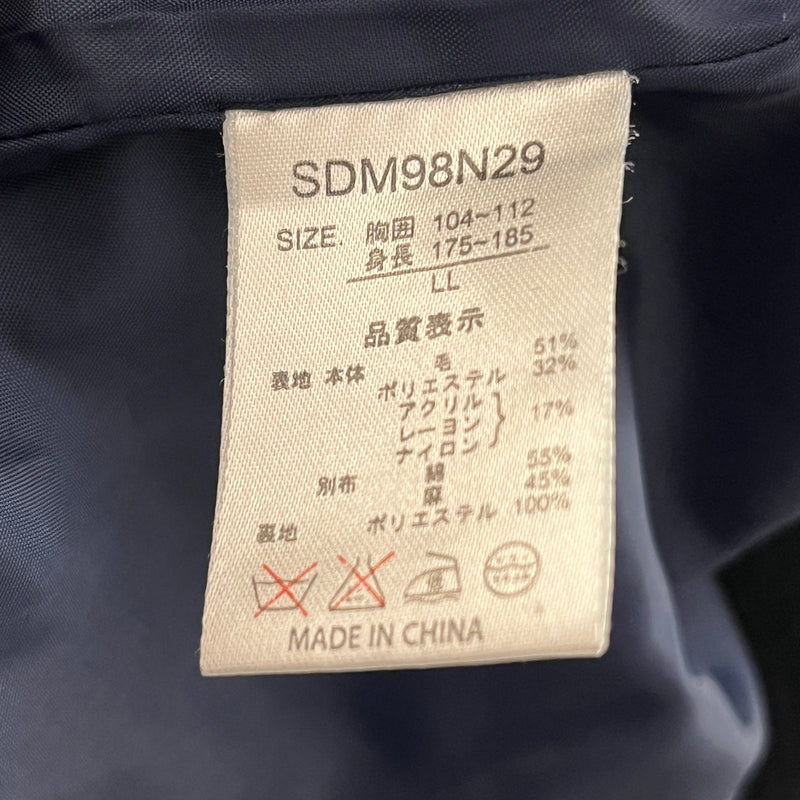 SDM98N29
SIZE. 胸囲 104~112
身長 175~185
LL
品質表示
表地 本体 毛 51%
ポリエステル 32%
アクリル
レーヨン } 17%
ナイロン
別布 綿 55%
麻 45%
裏地 ポリエステル 100%
MADE IN CHINA